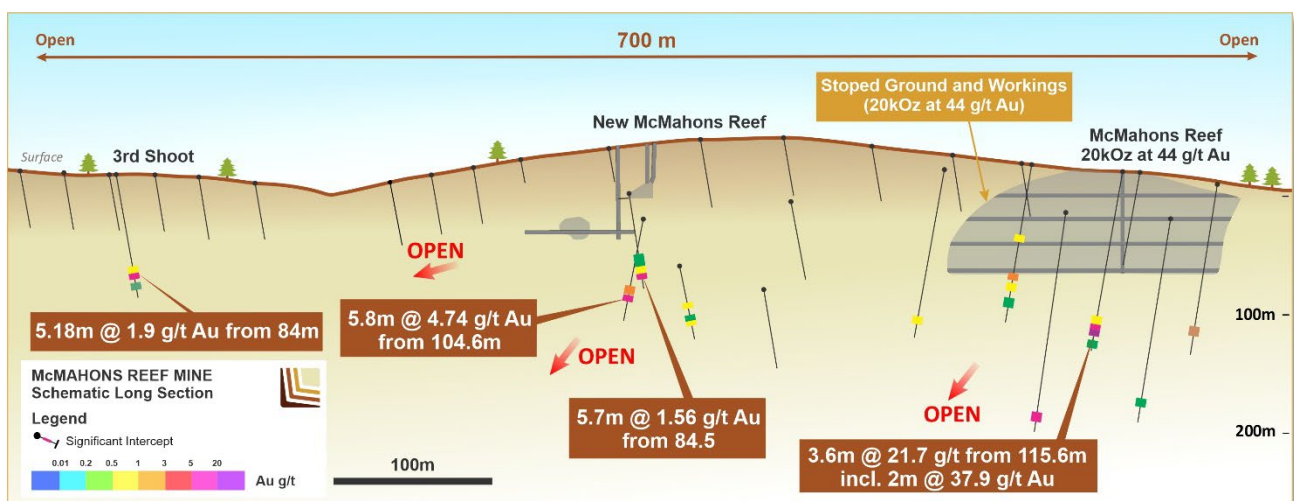 Open
700 m
Open
Stoped Ground and Workings
(20kOz at 44 g/t Au)
New McMahons Reef
McMahons Reef
20kOz at 44 g/t Au
Surface
3rd Shoot
OPEN
100m
5.18m @ 1.9 g/t Au from 84m
5.8m @ 4.74 g/t Au
from 104.6m
OPEN
OPEN
5.7m @ 1.56 g/t Au
from 84.5
200m
3.6m @ 21.7 g/t from 115.6m
incl. 2m @ 37.9 g/t Au
McMAHONS REEF MINE
Schematic Long Section
Legend
Significant Intercept
0.01 0.2 0.5 1 3 5 20
Au g/t
100m